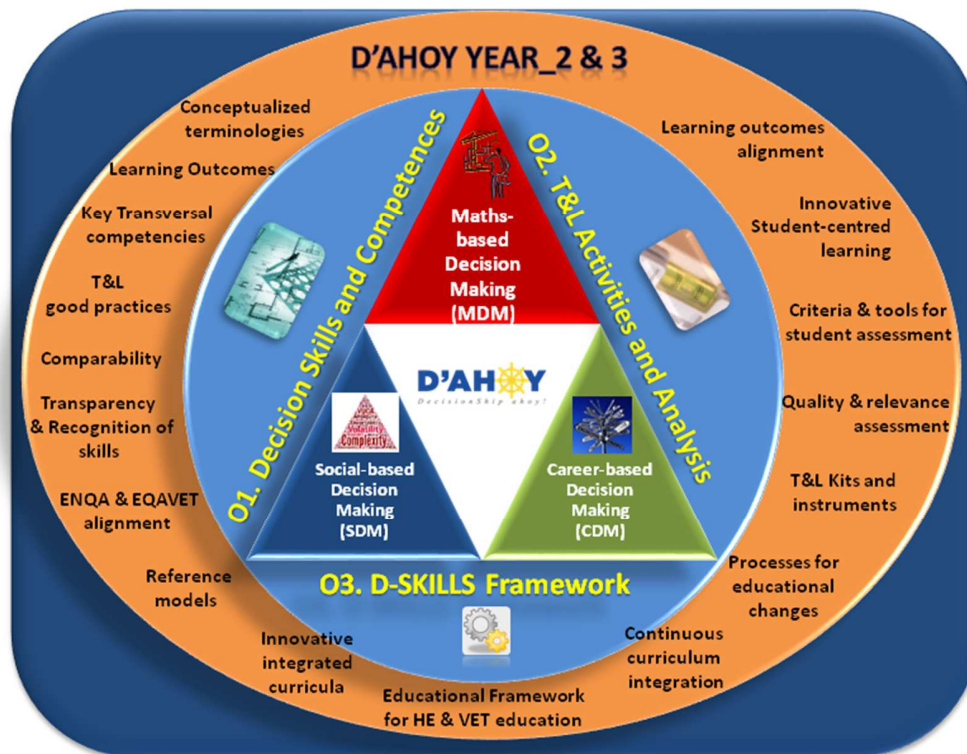 D'AHOY YEAR_2 & 3
Conceptualized
terminologies
Learning Outcomes
Key Transversal
competencies
T&L
good practices
Comparability
Transparency
& Recognition of
skills
ENQA & EQAVET
alignment
Reference
models
Innovative
integrated
curricula
Educational Framework
for HE & VET education
Continuous
curriculum
integration
Processes for
educational
changes
T&L Kits and
instruments
Quality & relevance
assessment
Criteria & tools for
student assessment
Innovative
Student-centred
learning
Learning outcomes
alignment
O1. Decision Skills and Competences
O2. T&L Activities and Analysis
O3. D-SKILLS Framework
Maths-
based
Decision
Making
(MDM)
D'AHOY
DecisionShip ahoy!
Volatility
Complexity
Social-based
Decision
Making
(SDM)
Career-based
Decision
Making
(CDM)